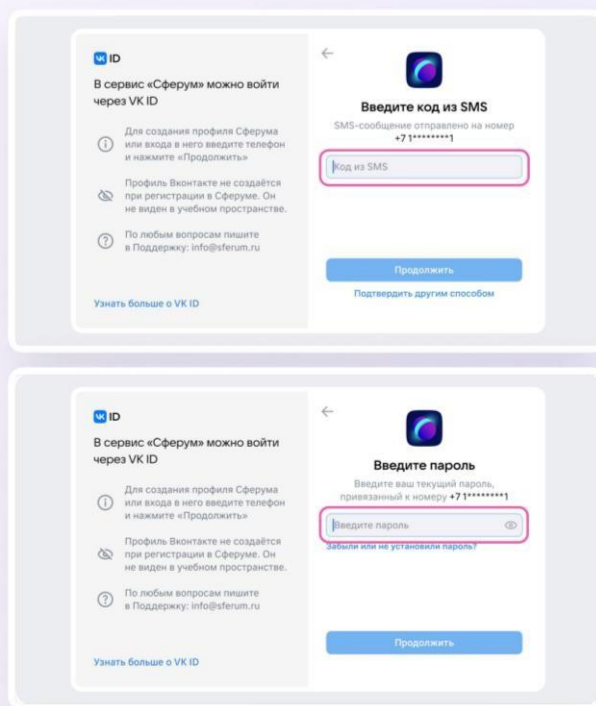 VK ID
В сервис «Сферум» можно войти
через VK ID
Для создания профиля Сферума
или входа в него введите телефон
и нажмите «Продолжить»
Профиль Вконтакте не создаётся
при регистрации в Сферуме. Он
не виден в учебном пространстве.
По любым вопросам пишите
в Поддержку: info@sferum.ru
Узнать больше о VK ID
Введите код из SMS
SMS-сообщение отправлено на номер
+7 1********1
Код из SMS
Продолжить
Подтвердить другим способом
VK ID
В сервис «Сферум» можно войти
через VK ID
Для создания профиля Сферума
или входа в него введите телефон
и нажмите «Продолжить»
Профиль Вконтакте не создаётся
при регистрации в Сферуме. Он
не виден в учебном пространстве.
По любым вопросам пишите
в Поддержку: info@sferum.ru
Узнать больше о VK ID
Введите пароль
Введите ваш текущий пароль,
привязанный к номеру +7 1********1
Введите пароль
Забыли или не установили пароль?
Продолжить